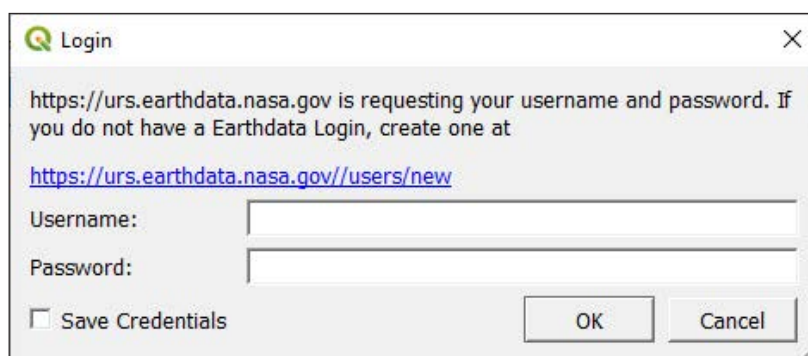 Login
https://urs.earthdata.nasa.gov is requesting your username and password. If
you do not have a Earthdata Login, create one at
https://urs.earthdata.nasa.gov//users/new
Username:
Password:
Save Credentials
OK
Cancel